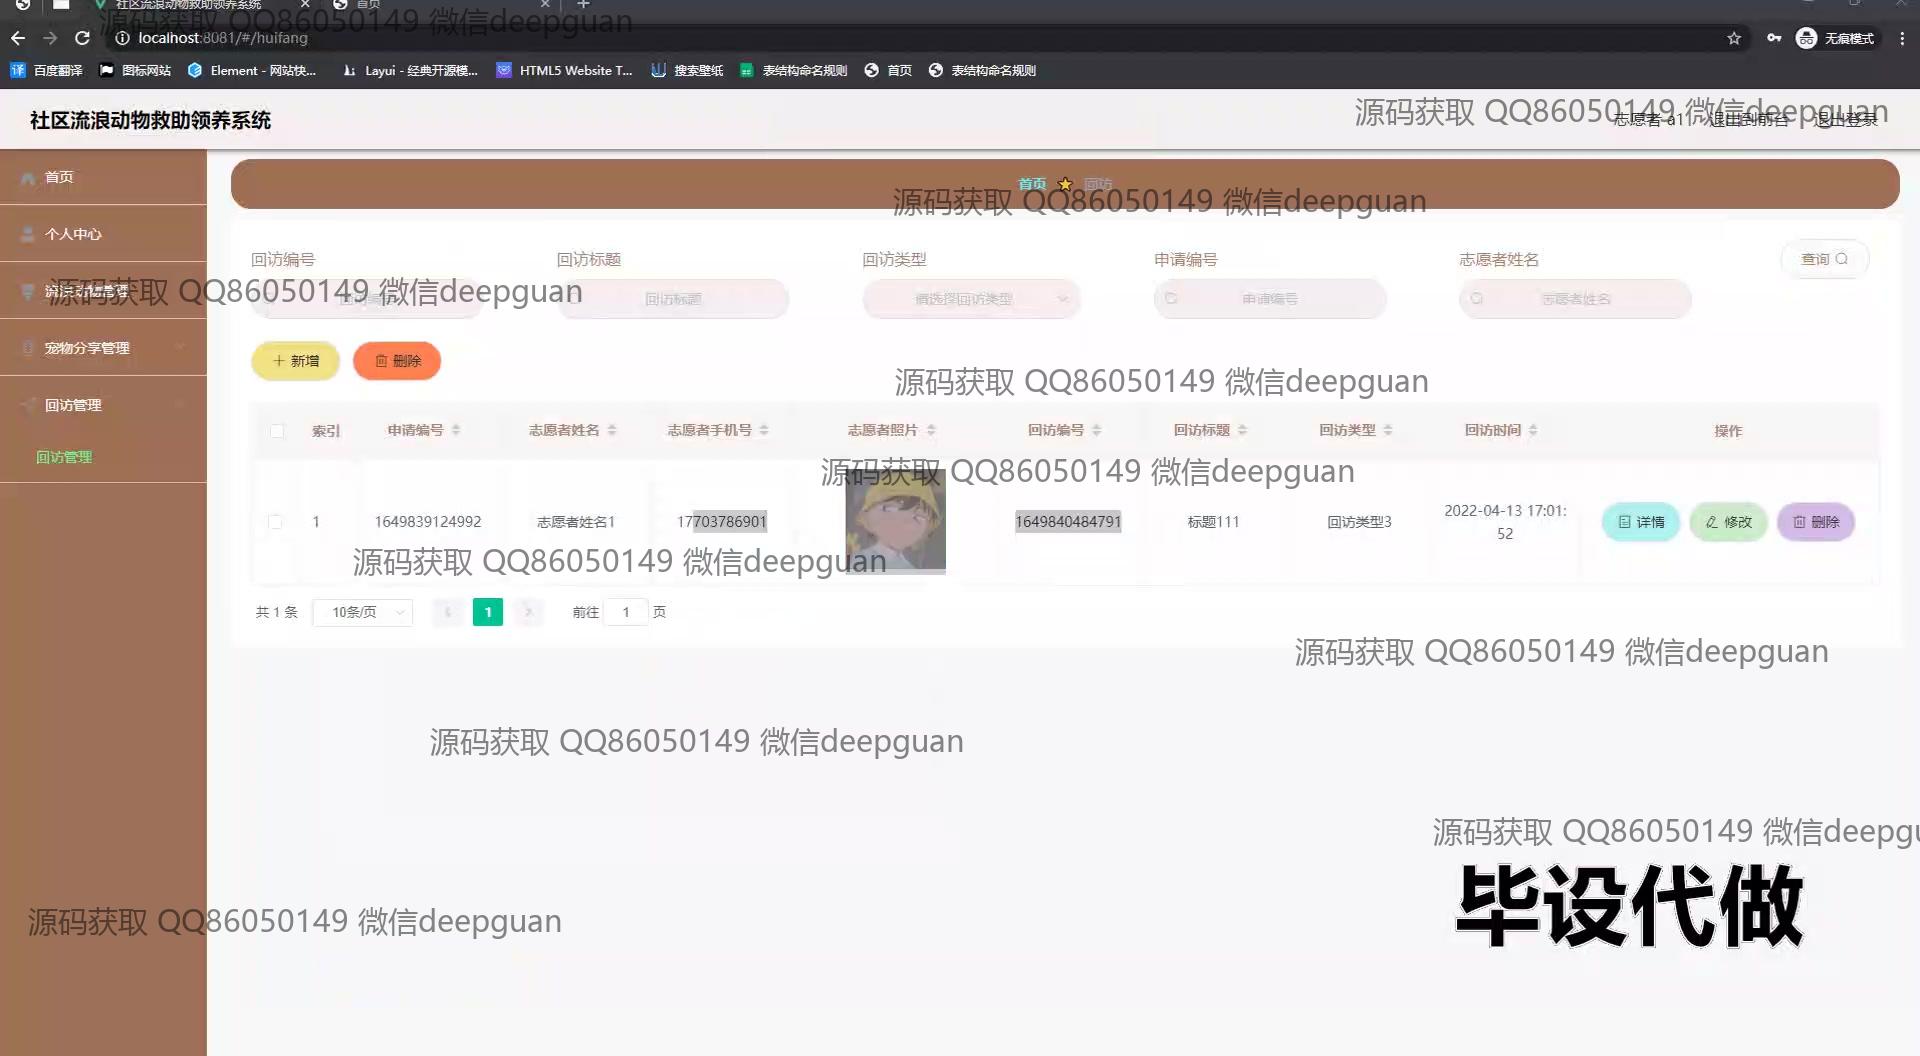 社区流浪动物救助领养系统
首页
源码获取 QQ86050149 微信deepguan
localhost:8081/#/huifang
无痕模式
百度翻译
图标网站
Element - 网站快...
Layui - 经典开源模...
HTML5 Website T...
搜索壁纸
表结构命名规则
首页
表结构命名规则
社区流浪动物救助领养系统
源码获取 QQ86050149 微信deepguan
志愿者 a1
退出到前台
退出登录
首页
个人中心
流浪动物管理
宠物分享管理
回访管理
回访管理
首页
回访
源码获取 QQ86050149 微信deepguan
回访编号
回访标题
回访类型
申请编号
志愿者姓名
查询
源码获取 QQ86050149 微信deepguan
回访标题
请选择回访类型
申请编号
志愿者姓名
新增
删除
源码获取 QQ86050149 微信deepguan
索引
申请编号
志愿者姓名
志愿者手机号
志愿者照片
回访编号
回访标题
回访类型
回访时间
操作
源码获取 QQ86050149 微信deepguan
1
1649839124992
志愿者姓名1
17703786901
1649840484791
标题111
回访类型3
2022-04-13 17:01:
52
详情
修改
删除
源码获取 QQ86050149 微信deepguan
共 1 条
10条/页
1
前往
1
页
源码获取 QQ86050149 微信deepguan
源码获取 QQ86050149 微信deepguan
源码获取 QQ86050149 微信deepgu
毕设代做
源码获取 QQ86050149 微信deepguan